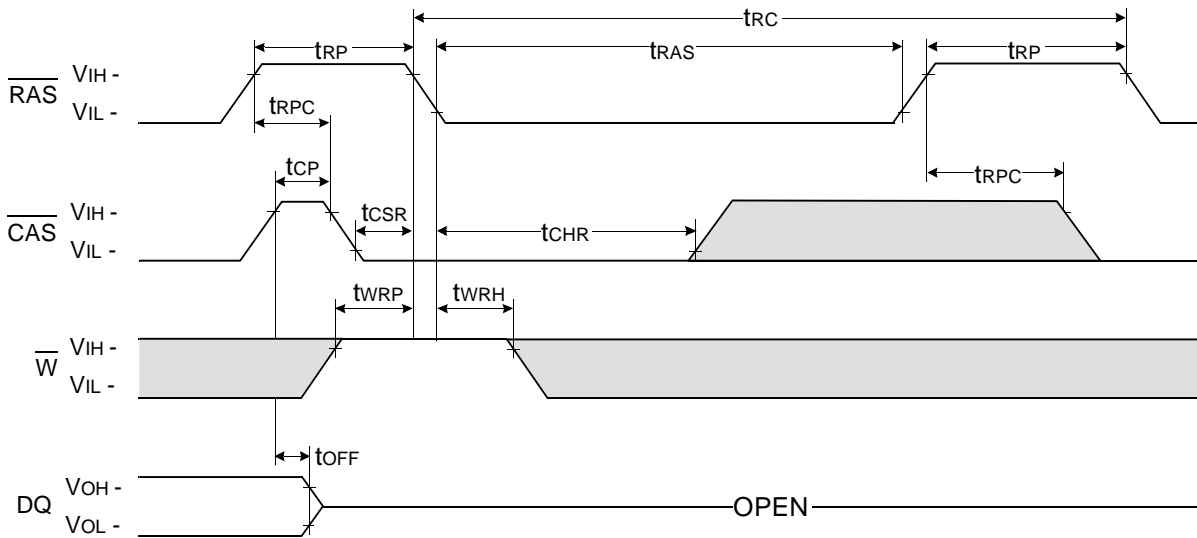 tRC
tRP
tRAS
tRP
RAS
VIH -
VIL -
tRPC
tCP
tRPC
CAS
VIH -
VIL -
tCSR
tCHR
tWRP
tWRH
W
VIH -
VIL -
tOFF
DQ
VOH -
VOL -
OPEN